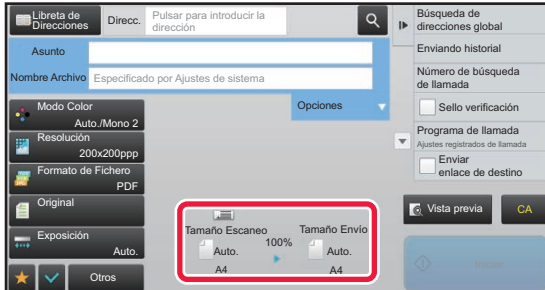 Libreta de
Direcciones
Direcc.
Pulsar para introducir la
dirección
Asunto
Nombre Archivo
Especificado por Ajustes de sistema
Opciones
Modo Color
Auto./Mono 2
Resolución
200x200ppp
Formato de Fichero
PDF
Original
Exposición
Auto.
Otros
Tamaño Escaneo
Auto.
A4
100%
Tamaño Envío
Auto.
A4
Búsqueda de
direcciones global
Enviando historial
Número de búsqueda
de llamada
Sello verificación
Programa de llamada
Ajustes registrados de llamada
Enviar
enlace de destino
Vista previa
CA